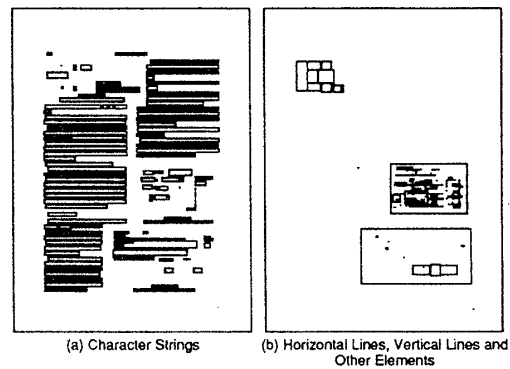 (a) Character Strings
(b) Horizontal Lines, Vertical Lines and
Other Elements